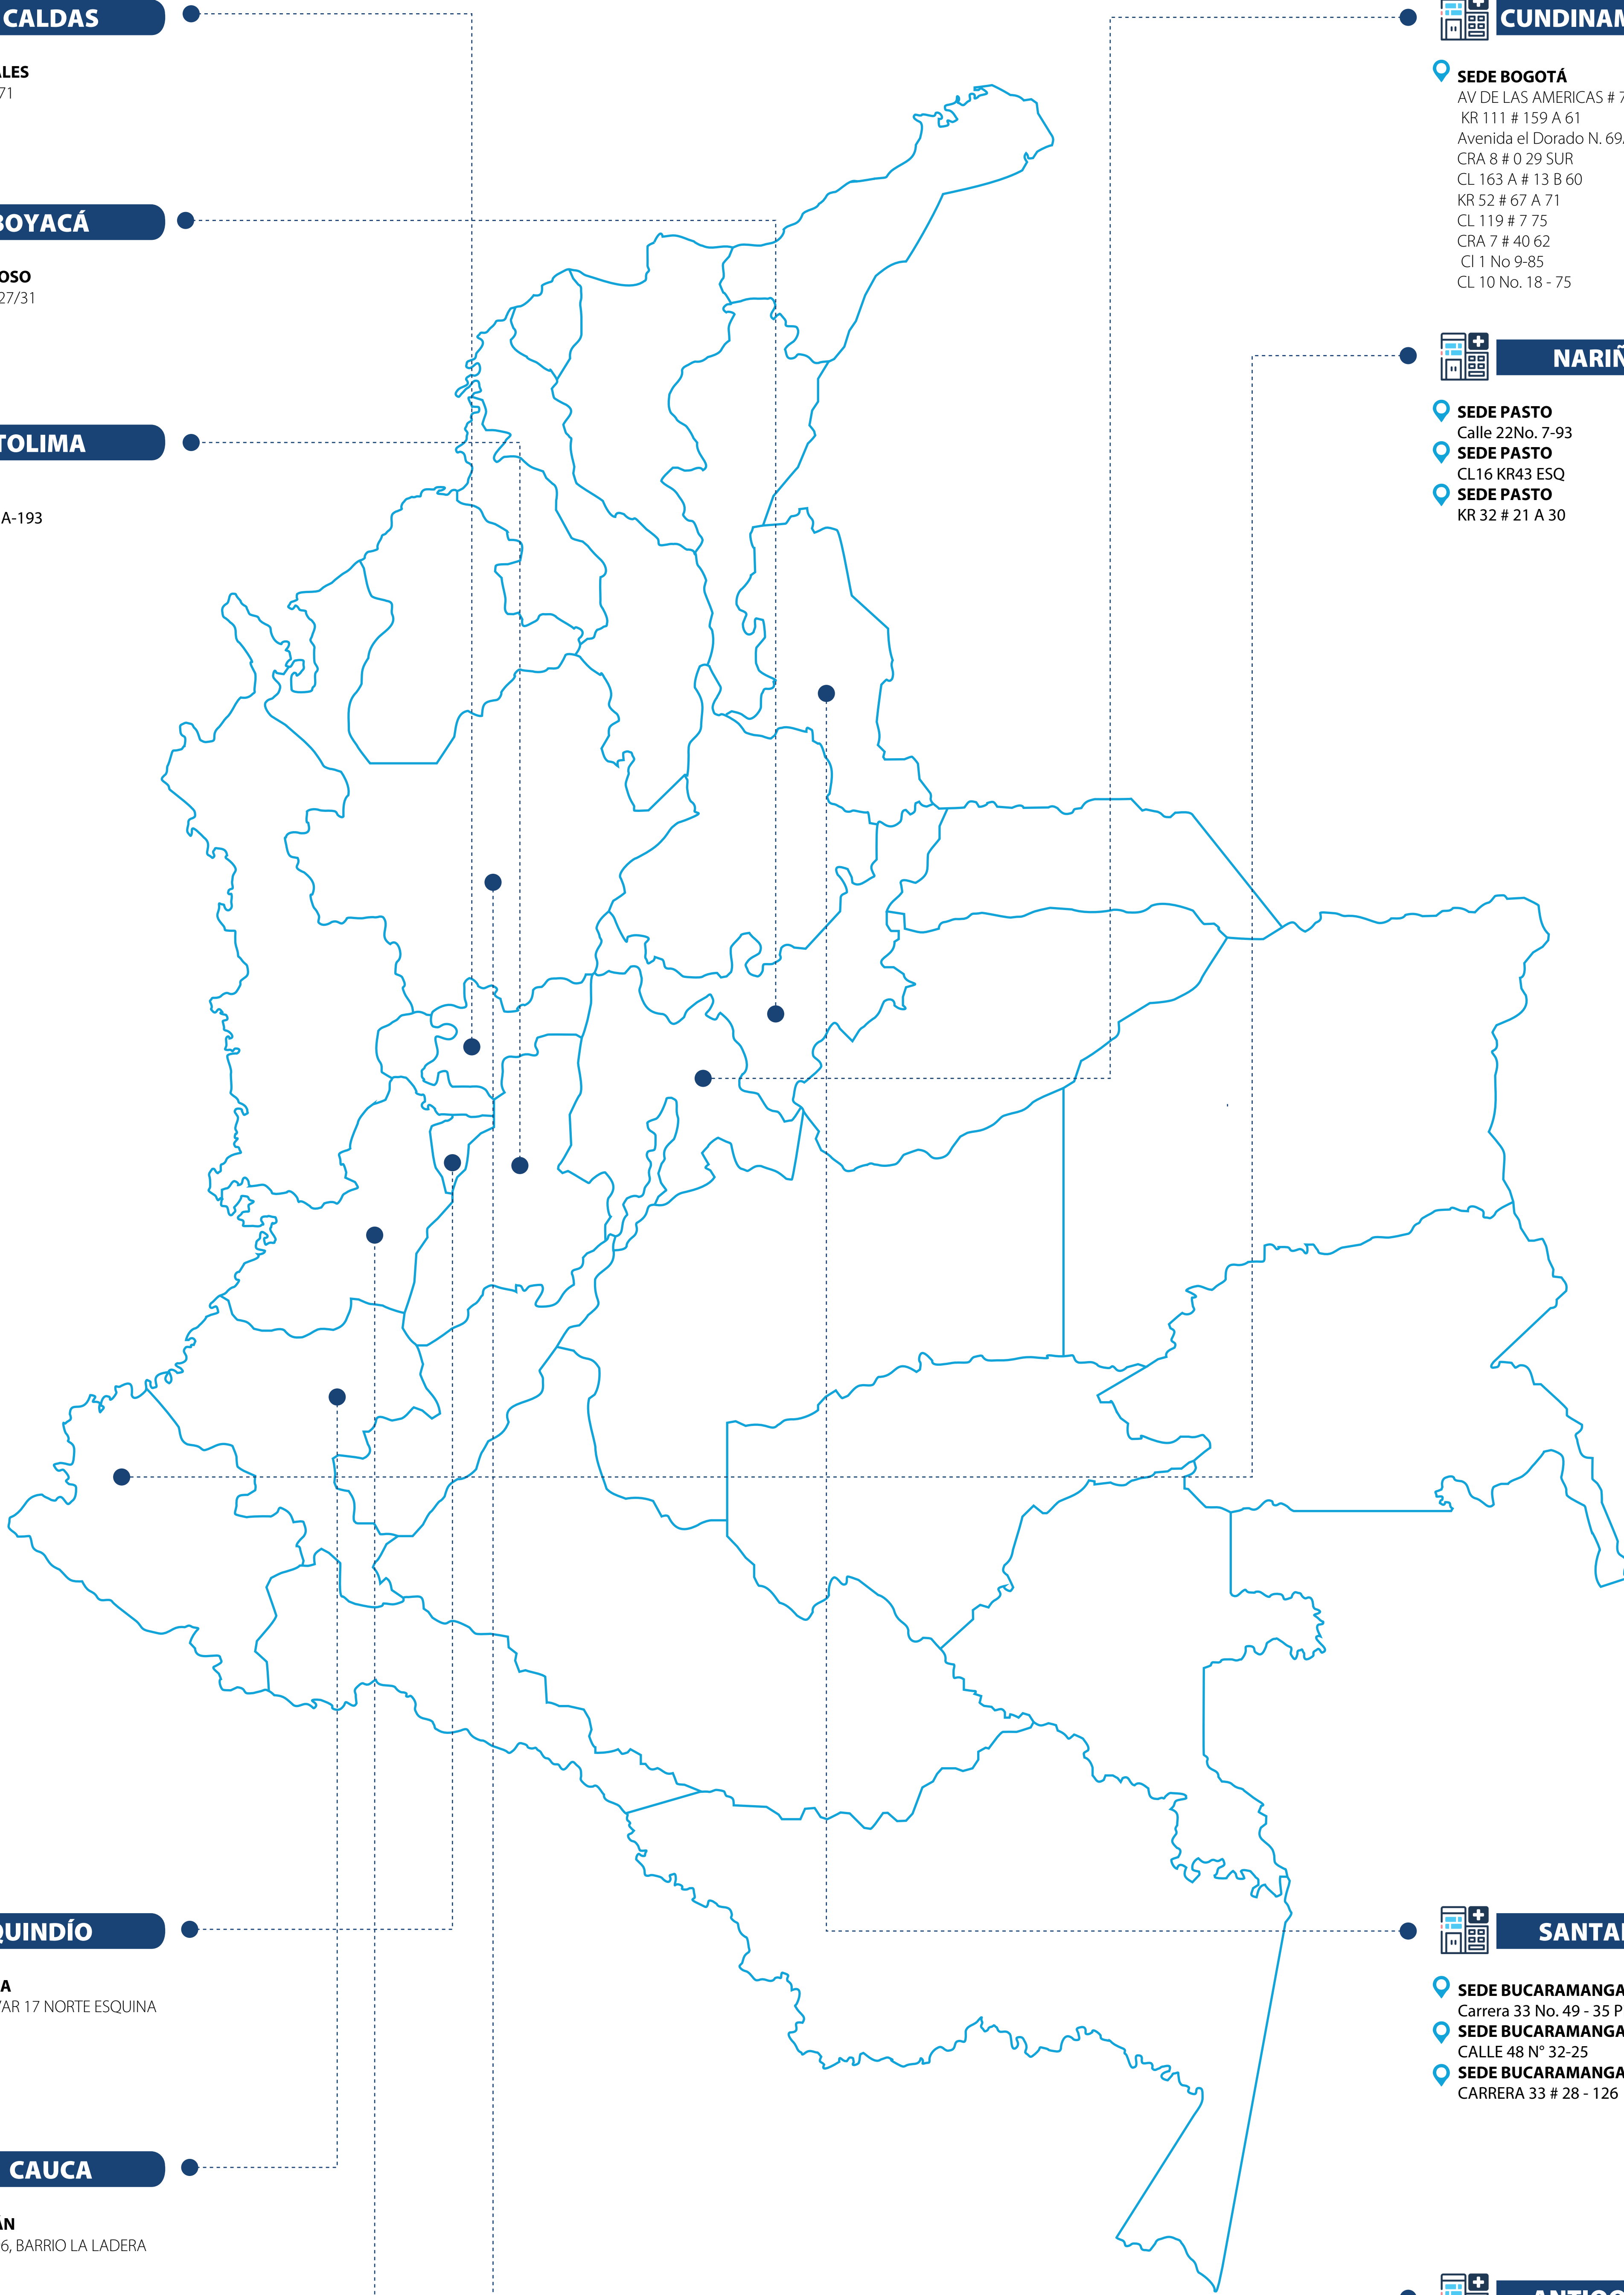 CALDAS
ALES
71
BOYACÁ
OSO
27/31
TOLIMA
A-193
QUINDÍO
A
AR 17 NORTE ESQUINA
CAUCA
ÁN
6, BARRIO LA LADERA
CUNDINAM
SEDE BOGOTÁ
AV DE LAS AMERICAS # 7
KR 111 # 159 A 61
Avenida el Dorado N. 69
CRA 8 # 0 29 SUR
CL 163 A # 13 B 60
KR 52 # 67 A 71
CL 119 # 7 75
CRA 7 # 40 62
Cl 1 No 9-85
CL 10 No. 18 - 75
NARIÑ
SEDE PASTO
Calle 22No. 7-93
SEDE PASTO
CL16 KR43 ESQ
SEDE PASTO
KR 32 # 21 A 30
SANTA
SEDE BUCARAMANGA
Carrera 33 No. 49 - 35 P
SEDE BUCARAMANGA
CALLE 48 N° 32-25
SEDE BUCARAMANGA
CARRERA 33 # 28 - 126